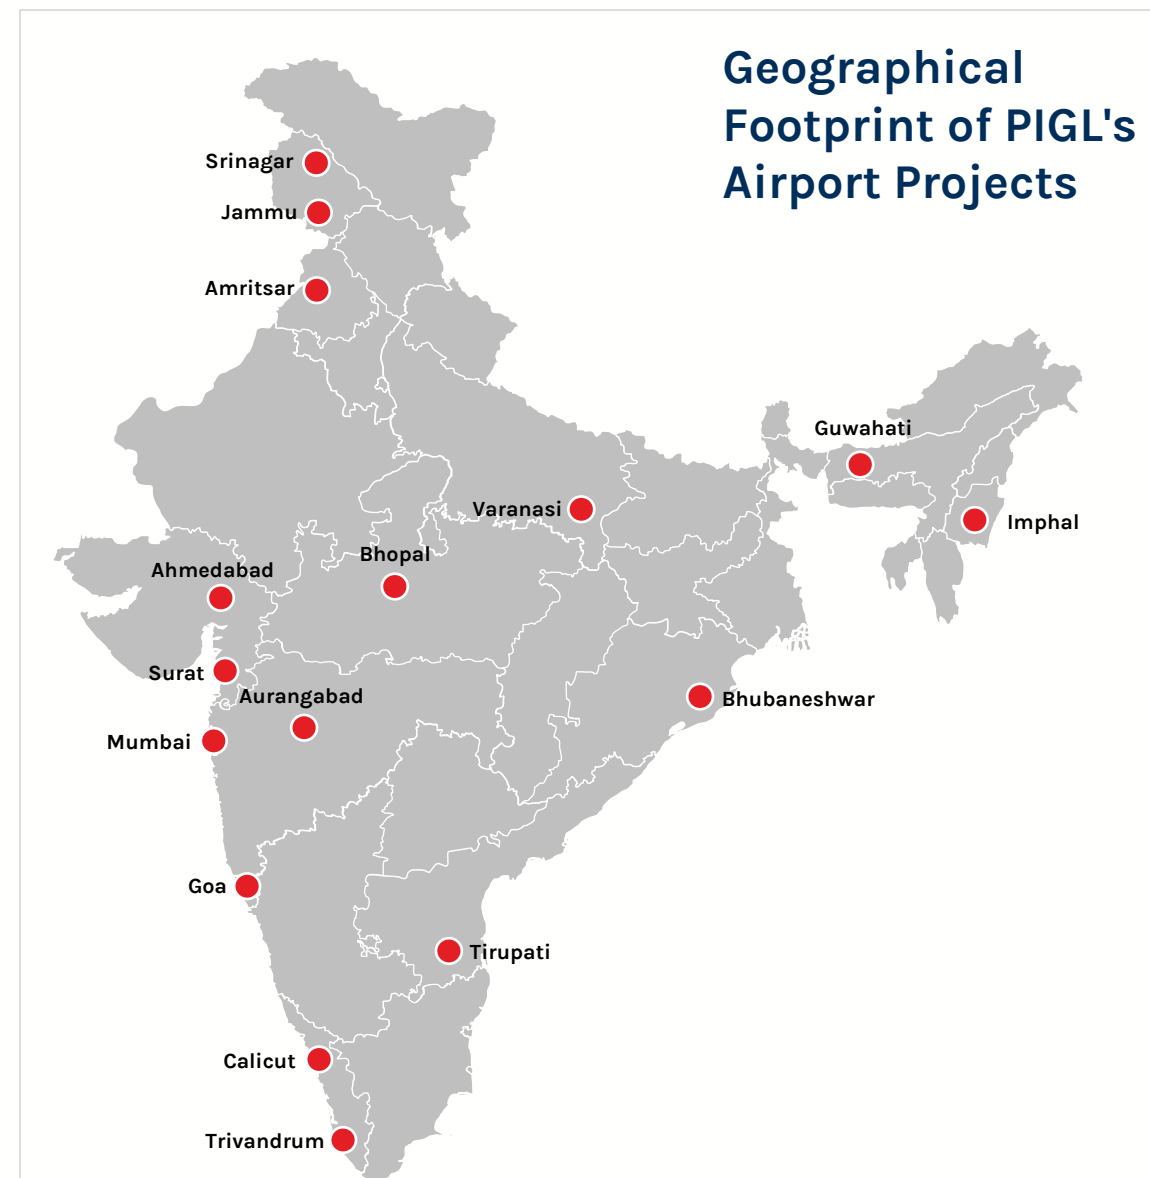 Geographical
Footprint of PIGL's
Airport Projects
Srinagar
Jammu
Amritsar
Guwahati
Varanasi
Imphal
Bhopal
Ahmedabad
Surat
Aurangabad
Bhubaneshwar
Mumbai
Goa
Tirupati
Calicut
Trivandrum